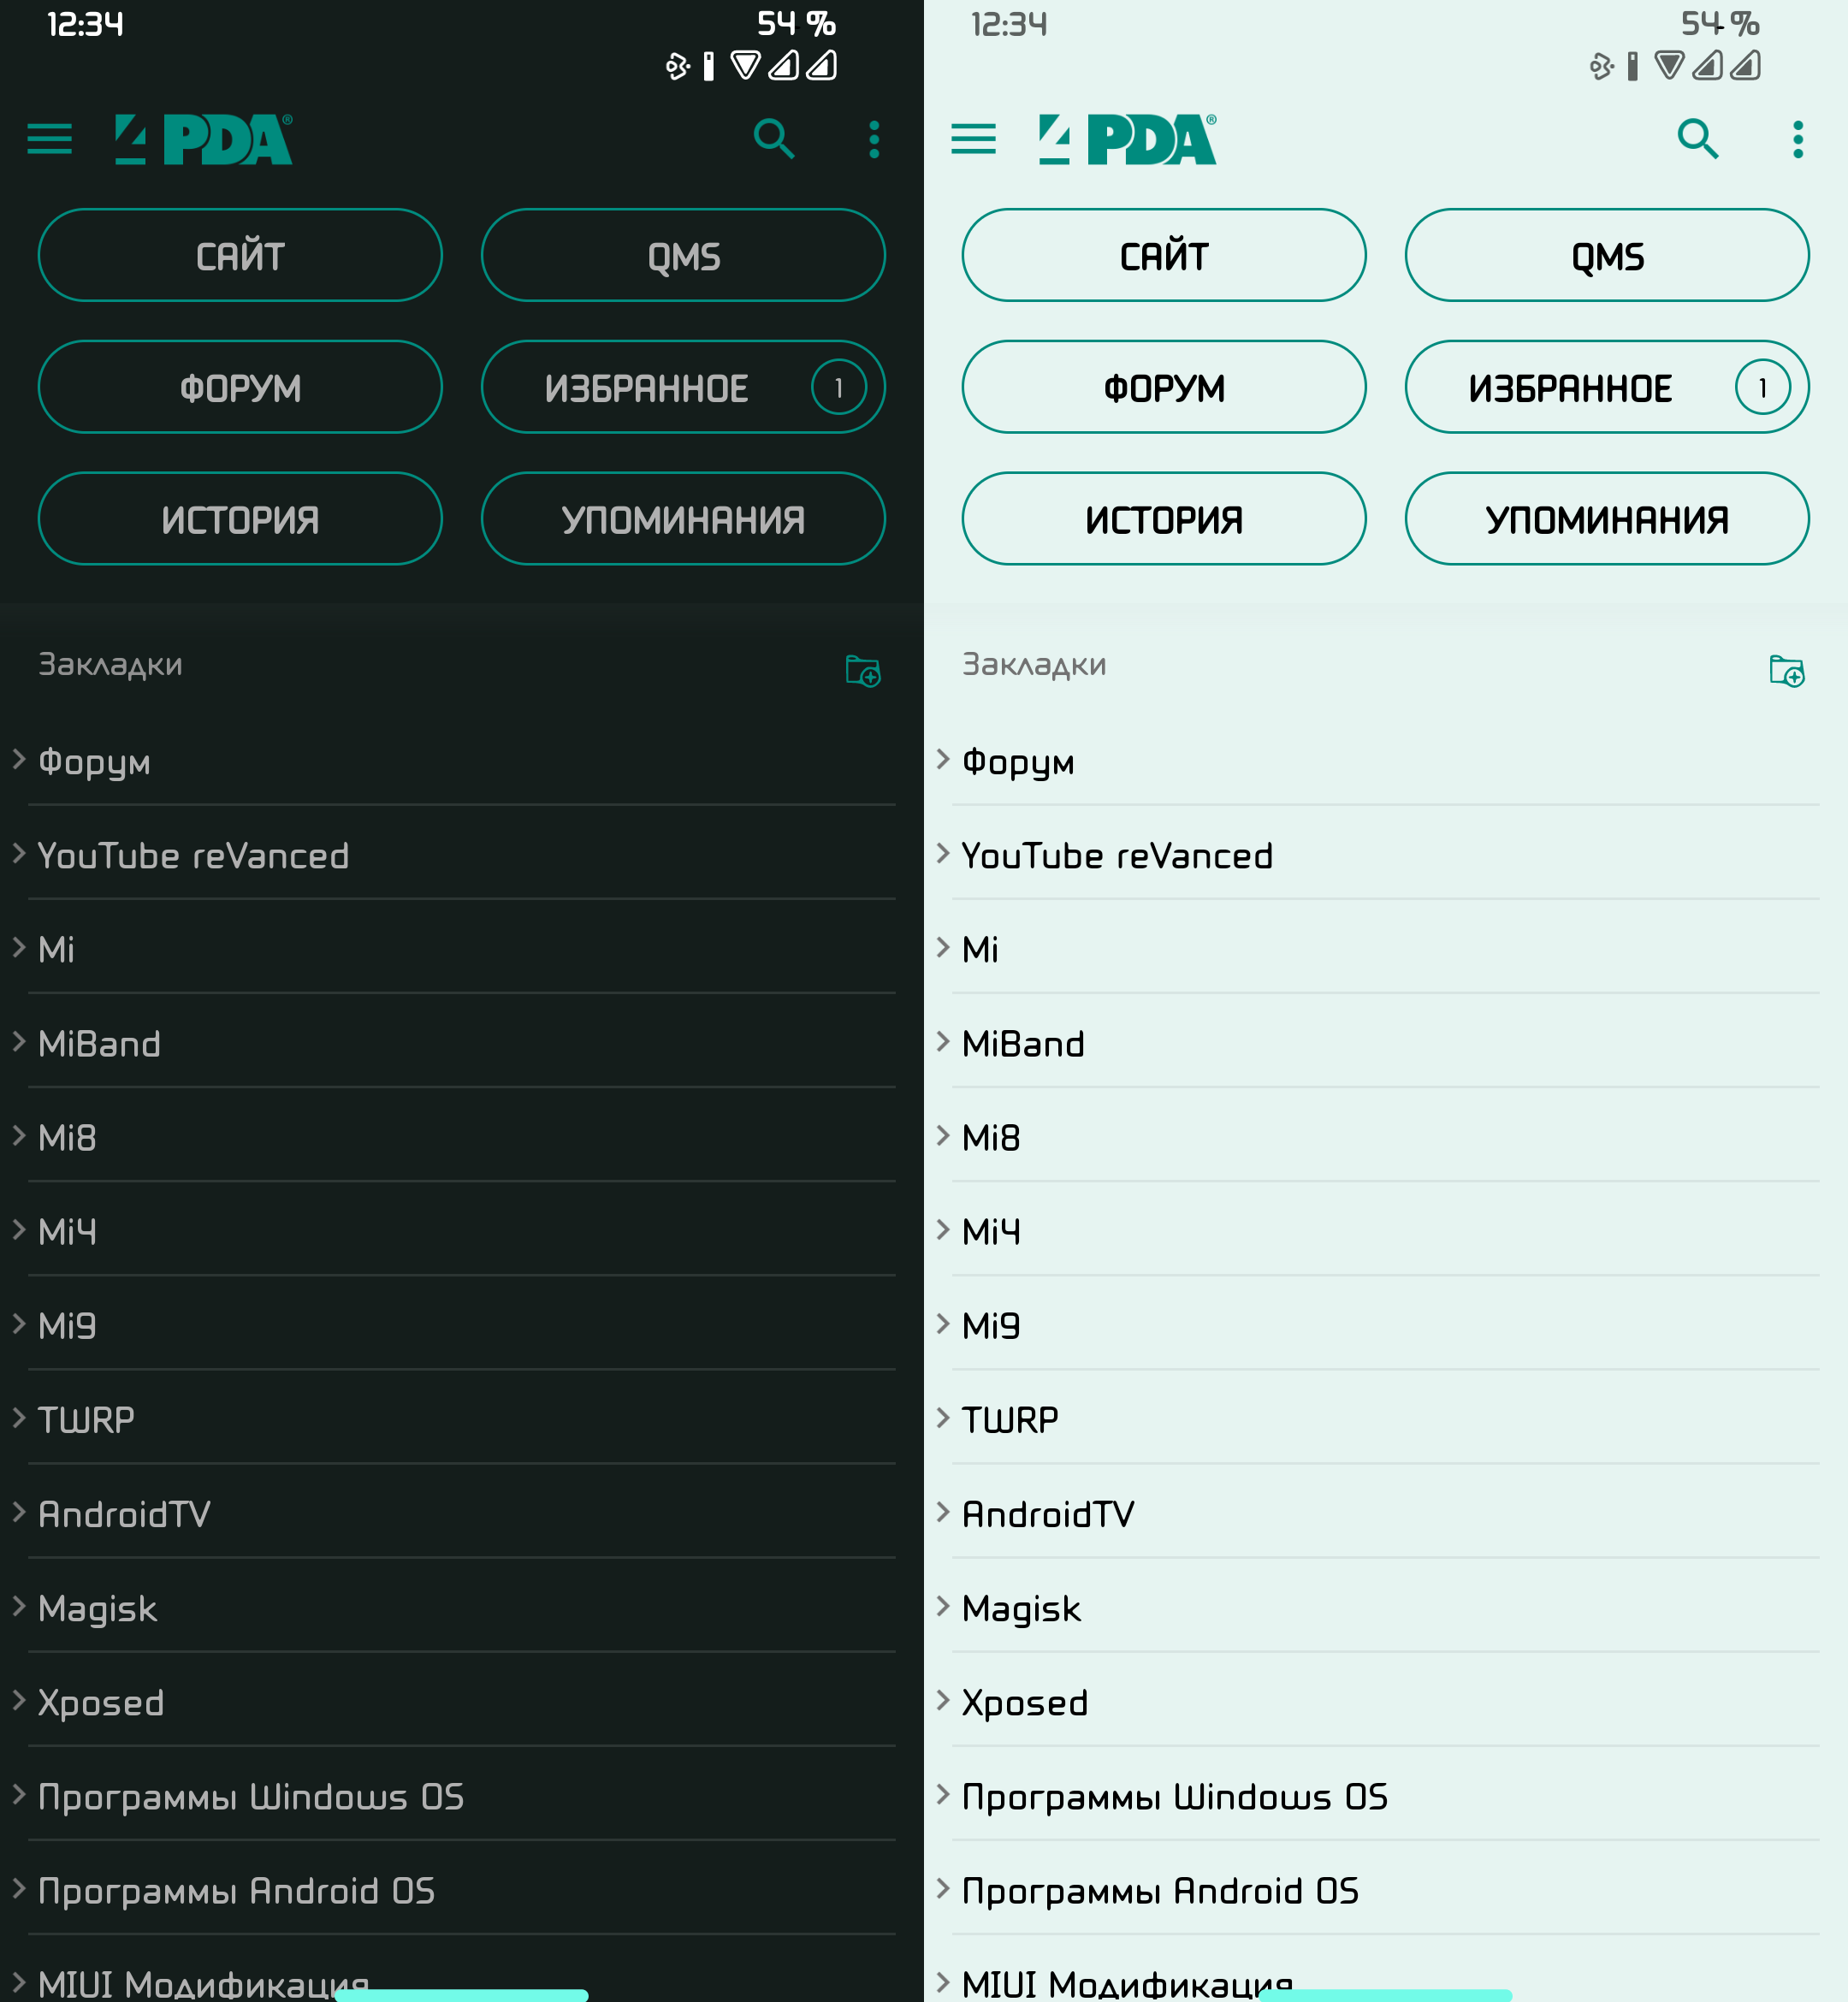 12:34
54 %
4PDA®
САЙТ
QMS
ФОРУМ
ИЗБРАННОЕ
1
ИСТОРИЯ
УПОМИНАНИЯ
Закладки
Форум
YouTube reVanced
Mi
MiBand
Mi8
Mi4
Mi9
TWRP
AndroidTV
Magisk
Xposed
Программы Windows OS
Программы Android OS
MIUI Модификация
12:34
54 %
4PDA®
САЙТ
QMS
ФОРУМ
ИЗБРАННОЕ
1
ИСТОРИЯ
УПОМИНАНИЯ
Закладки
Форум
YouTube reVanced
Mi
MiBand
Mi8
Mi4
Mi9
TWRP
AndroidTV
Magisk
Xposed
Программы Windows OS
Программы Android OS
MIUI Модификация